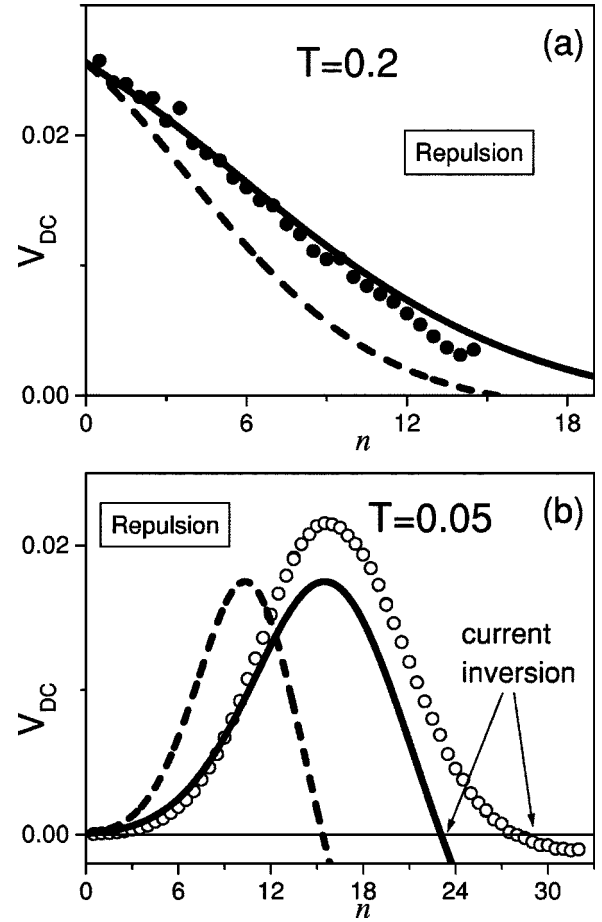 (a)
T=0.2
0.02
Repulsion
V_DC
0.00
0 6 12 18
n
(b)
Repulsion
T=0.05
0.02
current
inversion
V_DC
0.00
0 6 12 18 24 30
n